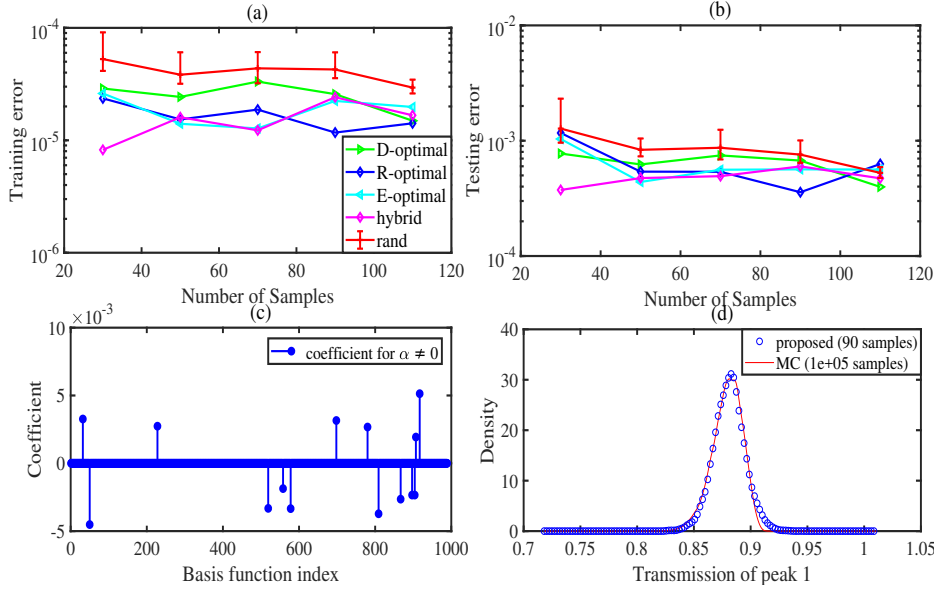 (a)
10^-4
10^-5
10^-6
Training error
20 40 60 80 100 120
Number of Samples
D-optimal
R-optimal
E-optimal
hybrid
rand
(b)
10^-2
10^-3
10^-4
Testing error
20 40 60 80 100 120
Number of Samples
(c)
×10^-3
10
5
0
-5
Coefficient
0 200 400 600 800 1000
Basis function index
coefficient for α ≠ 0
(d)
40
30
20
10
0
Density
0.7 0.75 0.8 0.85 0.9 0.95 1 1.05
Transmission of peak 1
proposed (90 samples)
MC (1e+05 samples)